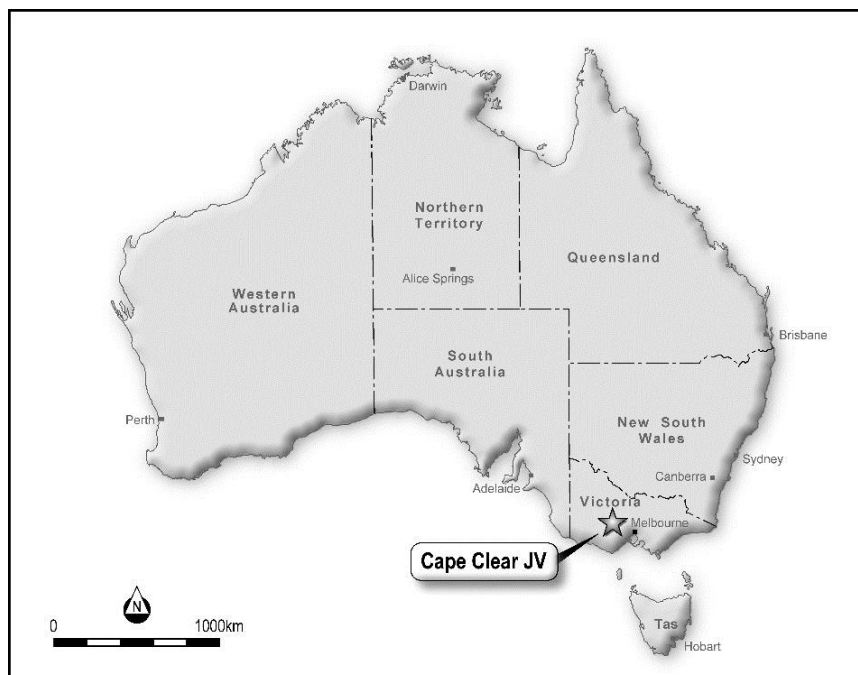 Darwin
Northern
Territory
Alice Springs
Queensland
Western
Australia
Brisbane
South
Australia
Perth
New South
Wales
Sydney
Canberra
Adelaide
Victoria
Melbourne
Cape Clear JV
N
0 1000km
Tas
Hobart